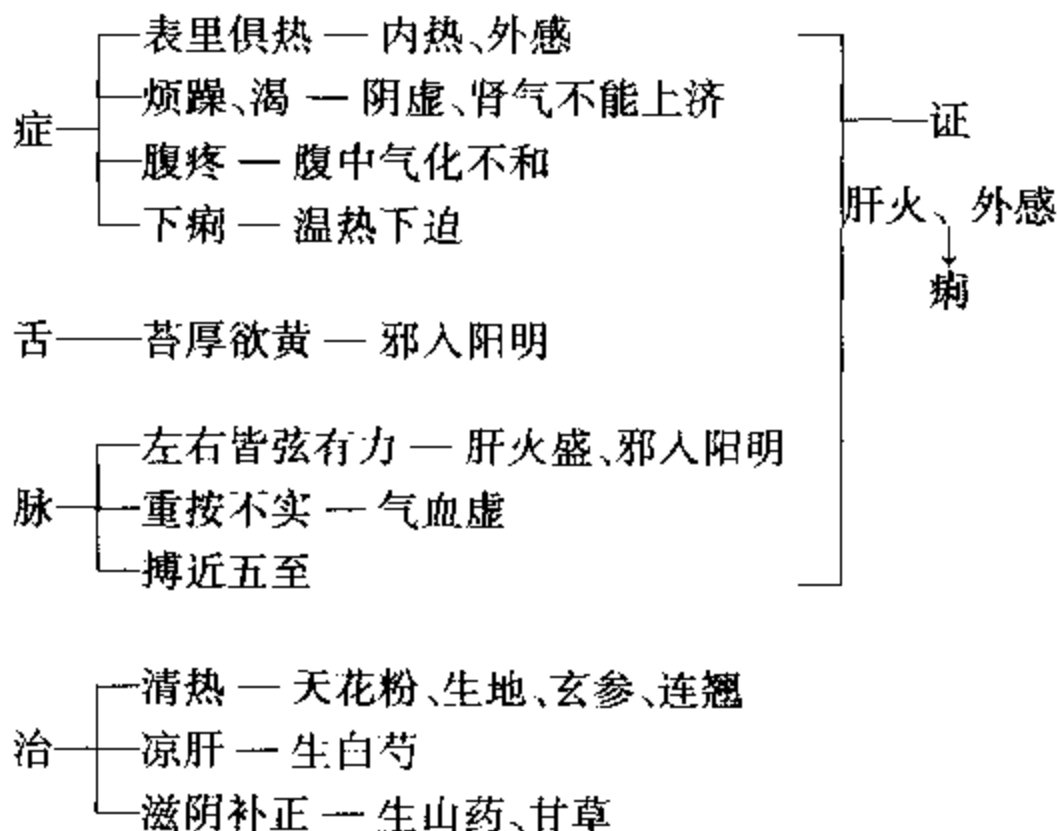 表里俱热 — 内热、外感
烦躁、渴 — 阴虚、肾气不能上济
症
证
腹疼 — 腹中气化不和
肝火、外感
下痢 — 温热下迫
痢
舌 — 苔厚欲黄 — 邪入阳明
左右皆弦有力 — 肝火盛、邪入阳明
脉 — 重按不实 — 气血虚
搏近五至
清热 — 天花粉、生地、玄参、连翘
治 — 凉肝 — 生白芍
滋阴补正 — 生山药、甘草